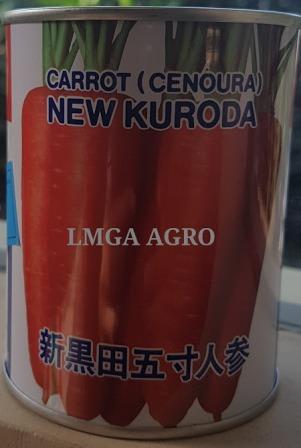 CARROT (CENOURA)
NEW KURODA
LMGA AGRO
新黒田五寸人参